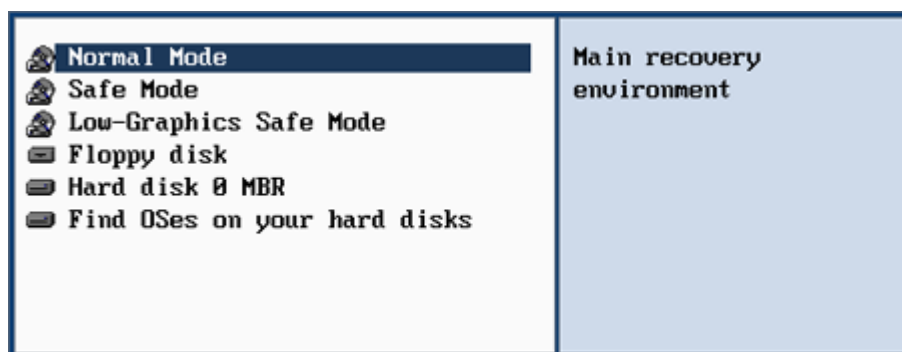 Normal Mode
Safe Mode
Low-Graphics Safe Mode
Floppy disk
Hard disk 0 MBR
Find OSes on your hard disks
Main recovery
environment